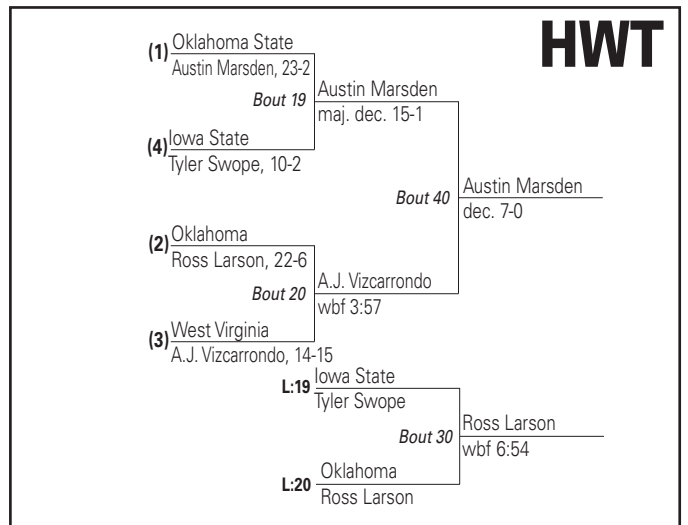 HWT
(1) Oklahoma State
Austin Marsden, 23-2
Bout 19
Austin Marsden
maj. dec. 15-1
(4) Iowa State
Tyler Swope, 10-2
Bout 40
Austin Marsden
dec. 7-0
(2) Oklahoma
Ross Larson, 22-6
Bout 20
A.J. Vizcarrondo
wbf 3:57
(3) West Virginia
A.J. Vizcarrondo, 14-15
L:19 Iowa State
Tyler Swope
Bout 30
Ross Larson
wbf 6:54
L:20 Oklahoma
Ross Larson